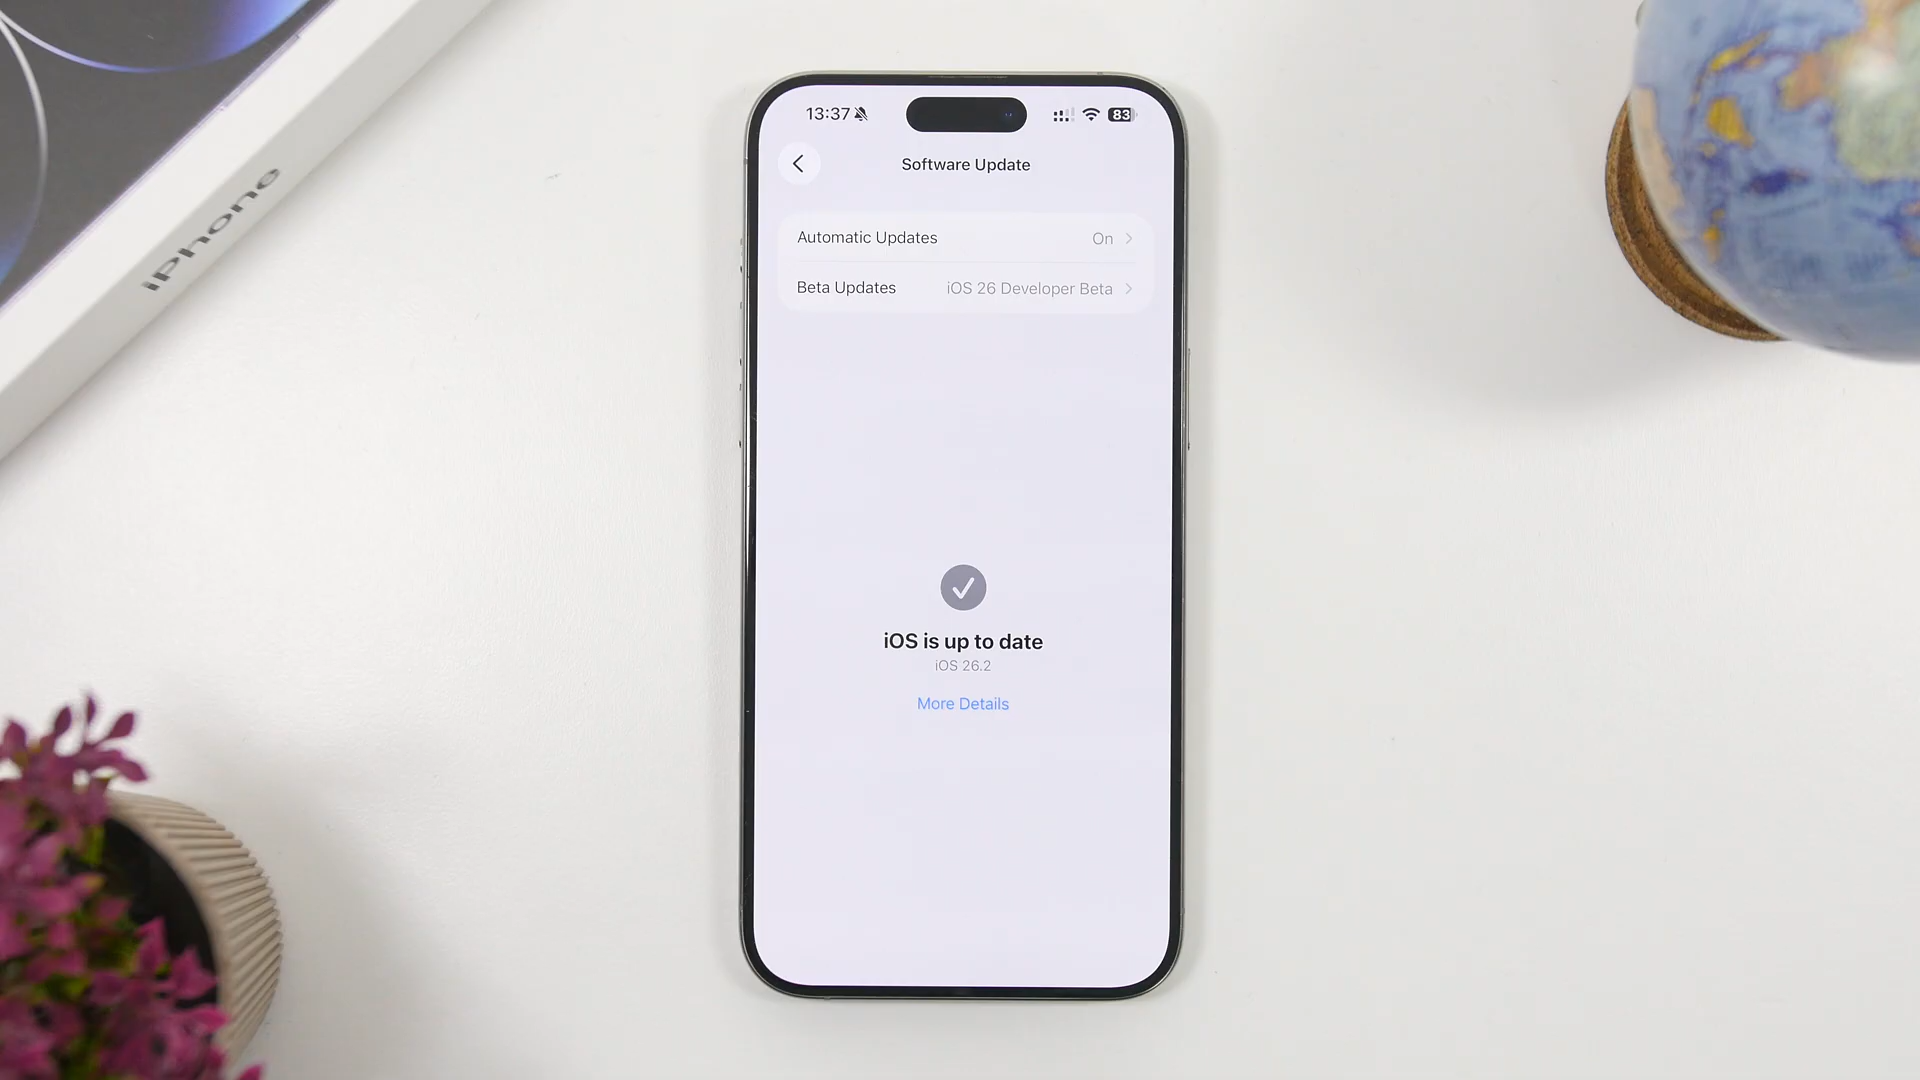 iPhone
13:37
83
Software Update
Automatic Updates On
Beta Updates iOS 26 Developer Beta
iOS is up to date
iOS 26.2
More Details